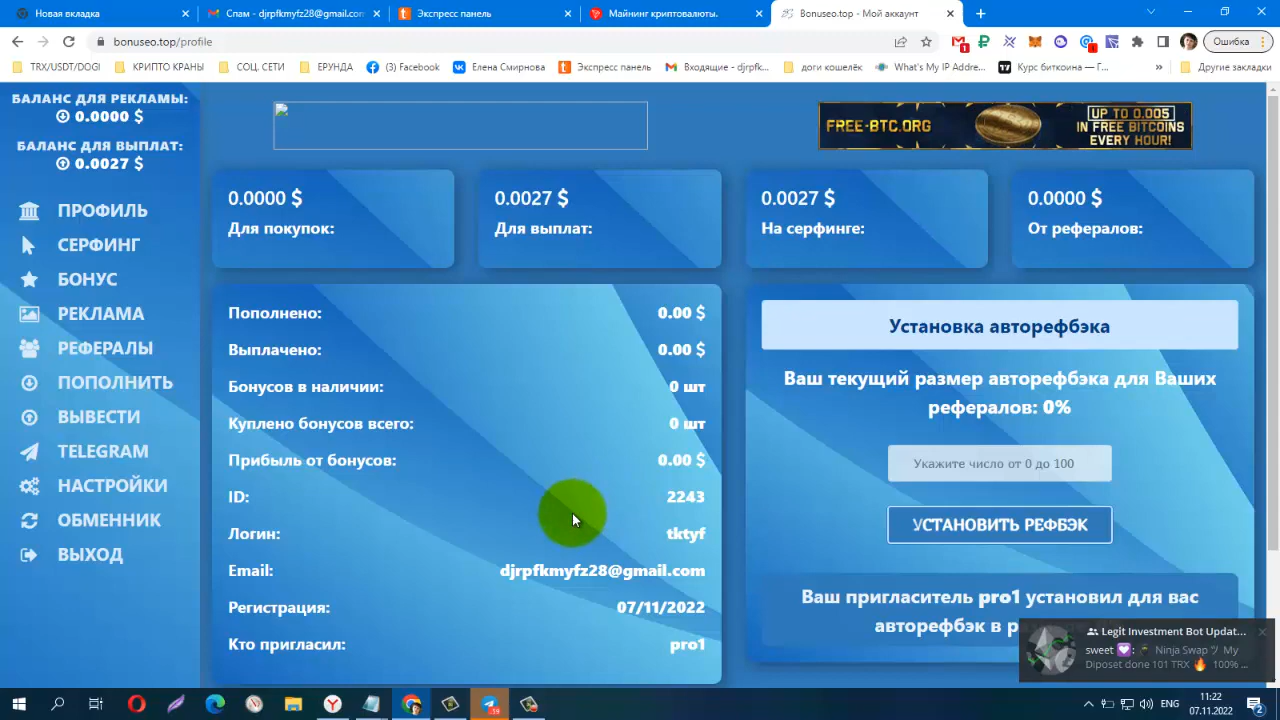 Новая вкладка
Спам - djrpfkmyfz28@gmail.com
Экспресс панель
Майнинг криптовалюты.
Bonuseo.top - Мой аккаунт
bonuseo.top/profile
1
1
Ошибка
TRX/USDT/DOGI
КРИПТО КРАНЫ
СОЦ. СЕТИ
ЕРУНДА
(3) Facebook
Елена Смирнова
Экспресс панель
Входящие - djrpfk...
доги кошелёк
What's My IP Addre...
Курс биткоина — Г...
»
Другие закладки
БАЛАНС ДЛЯ РЕКЛАМЫ:
0.0000 $
БАЛАНС ДЛЯ ВЫПЛАТ:
0.0027 $
ПРОФИЛЬ
СЕРФИНГ
БОНУС
РЕКЛАМА
РЕФЕРАЛЫ
ПОПОЛНИТЬ
ВЫВЕСТИ
TELEGRAM
НАСТРОЙКИ
ОБМЕННИК
ВЫХОД
FREE-BTC.ORG
UP TO 0.005
IN FREE BITCOINS
EVERY HOUR!
0.0000 $
Для покупок:
0.0027 $
Для выплат:
0.0027 $
На серфинге:
0.0000 $
От рефералов:
Пополнено: 0.00 $
Выплачено: 0.00 $
Бонусов в наличии: 0 шт
Куплено бонусов всего: 0 шт
Прибыль от бонусов: 0.00 $
ID: 2243
Логин: tktyf
Email: djrpfkmyfz28@gmail.com
Регистрация: 07/11/2022
Кто пригласил: pro1
Установка авторефбэка
Ваш текущий размер авторефбэка для Ваших
рефералов: 0%
Укажите число от 0 до 100
УСТАНОВИТЬ РЕФБЭК
Ваш пригласитель pro1 установил для вас
авторефбэк в р
Legit Investment Bot Updat...
sweet : Ninja Swap ツ My
Diposet done 101 TRX 100% ...
ENG
11:22
07.11.2022
2